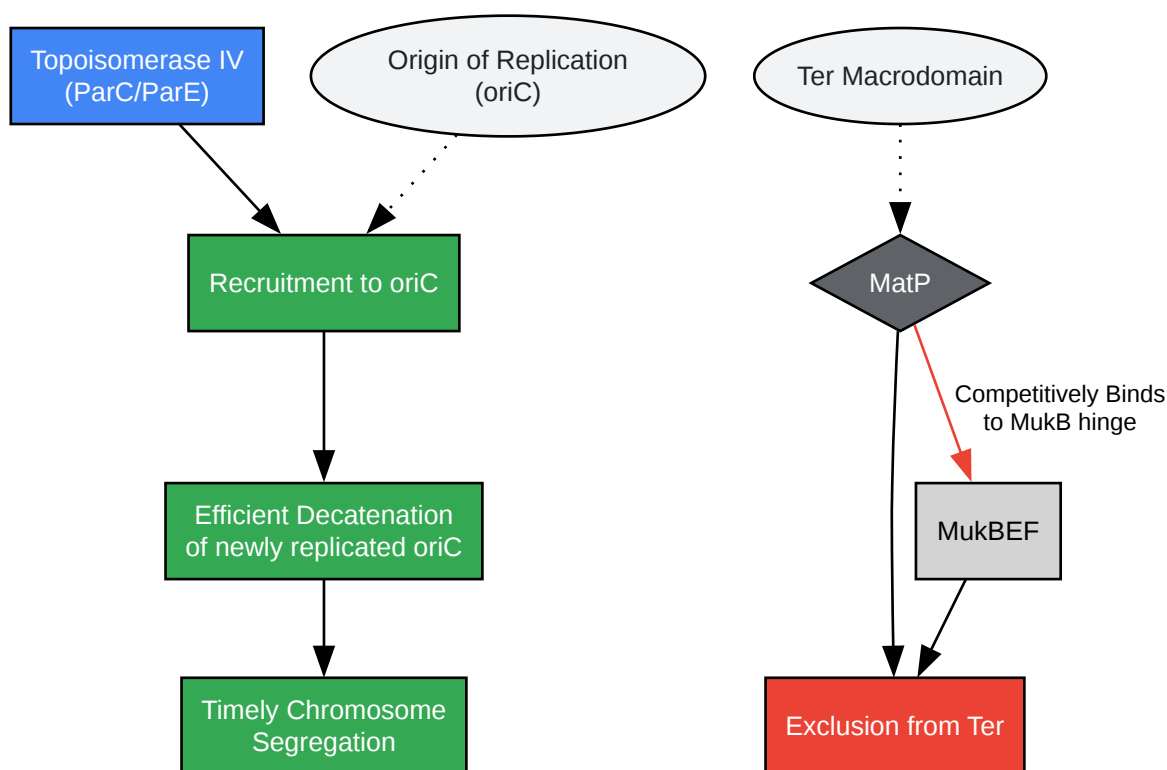 Topoisomerase IV
(ParC/ParE)
Origin of Replication
(oriC)
Ter Macrodomain
Recruitment to oriC
MatP
Competitively Binds
to MukB hinge
Efficient Decatenation
of newly replicated oriC
MukBEF
Timely Chromosome
Segregation
Exclusion from Ter